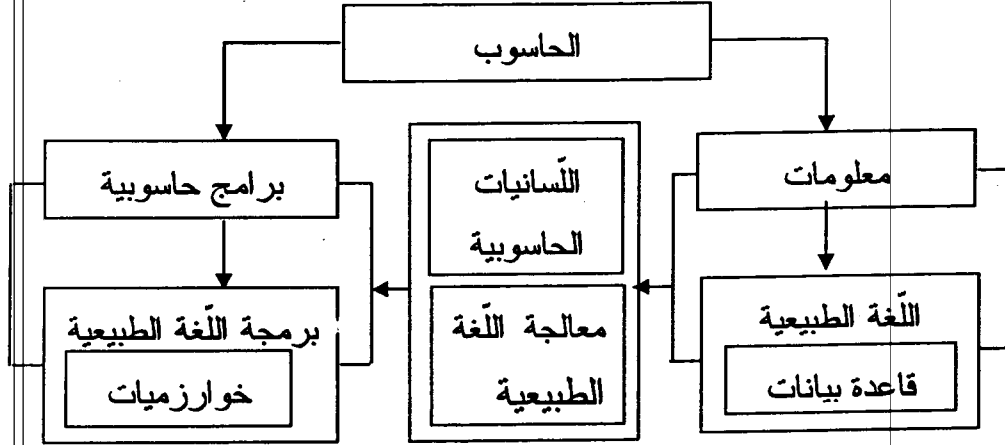 الحاسوب
معلومات
اللّسانيات
الحاسوبية
برامج حاسوبية
اللّغة الطبيعية
قاعدة بيانات
معالجة اللّغة
الطبيعية
برمجة اللّغة الطبيعية
خوارزميات